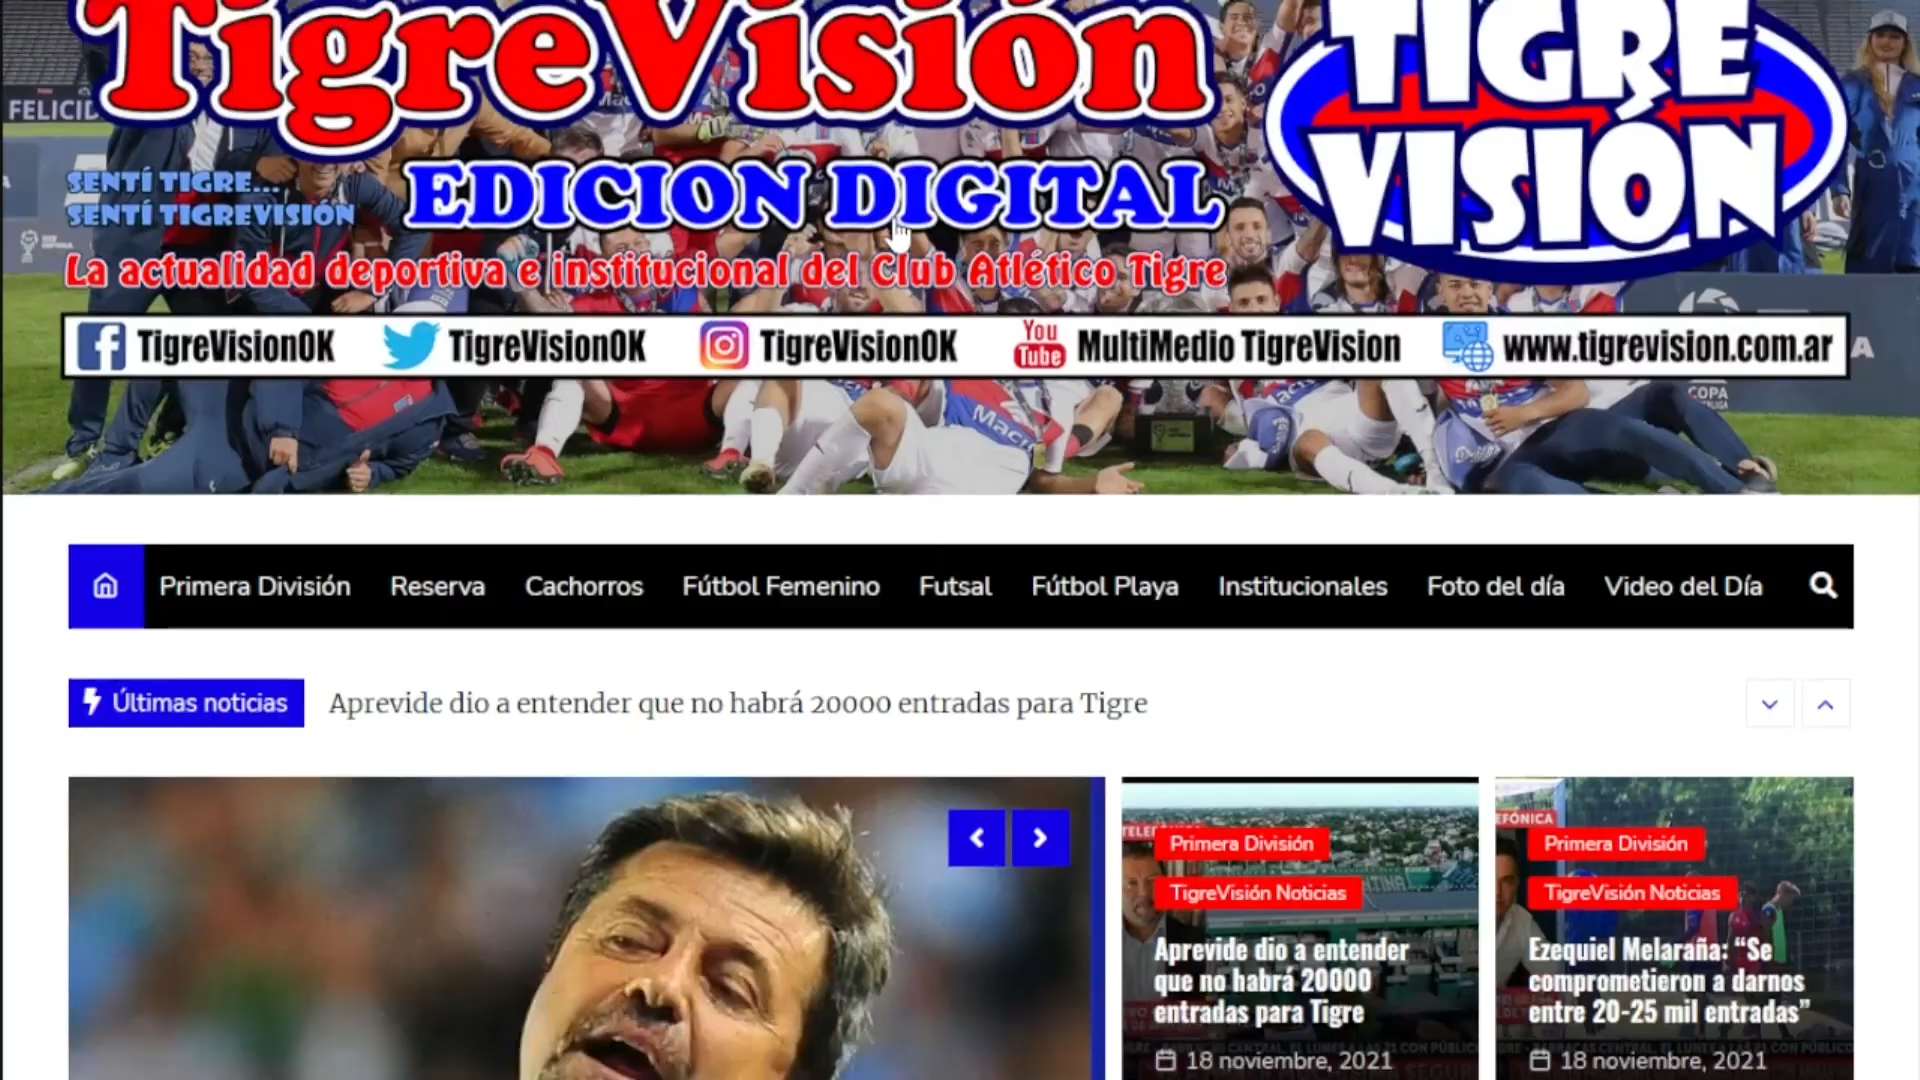 TigreVisión
TIGRE
VISIÓN
FELICID
SENTÍ TIGRE...
SENTÍ TIGREVISIÓN
EDICION DIGITAL
La actualidad deportiva e institucional del Club Atlético Tigre
TigreVisionOK TigreVisionOK TigreVisionOK You Tube MultiMedio TigreVision www.tigrevision.com.ar
A
COPA
Macro
Primera División Reserva Cachorros Fútbol Femenino Futsal Fútbol Playa Institucionales Foto del día Video del Día
Últimas noticias Aprevide dio a entender que no habrá 20000 entradas para Tigre
Primera División
TigreVisión Noticias
Aprevide dio a entender
que no habrá 20000
entradas para Tigre
18 noviembre, 2021
EFÓNICA
Primera División
TigreVisión Noticias
Ezequiel Melaraña: “Se
comprometieron a darnos
entre 20-25 mil entradas”
18 noviembre, 2021